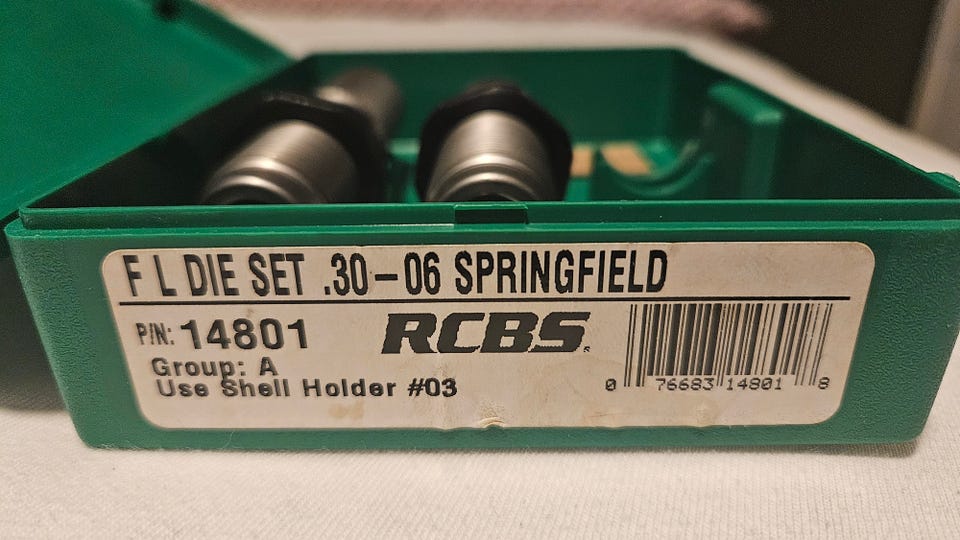 F L DIE SET .30-06 SPRINGFIELD
P/N: 14801
RCBS
Group: A
Use Shell Holder #03
0 76683 14801 8